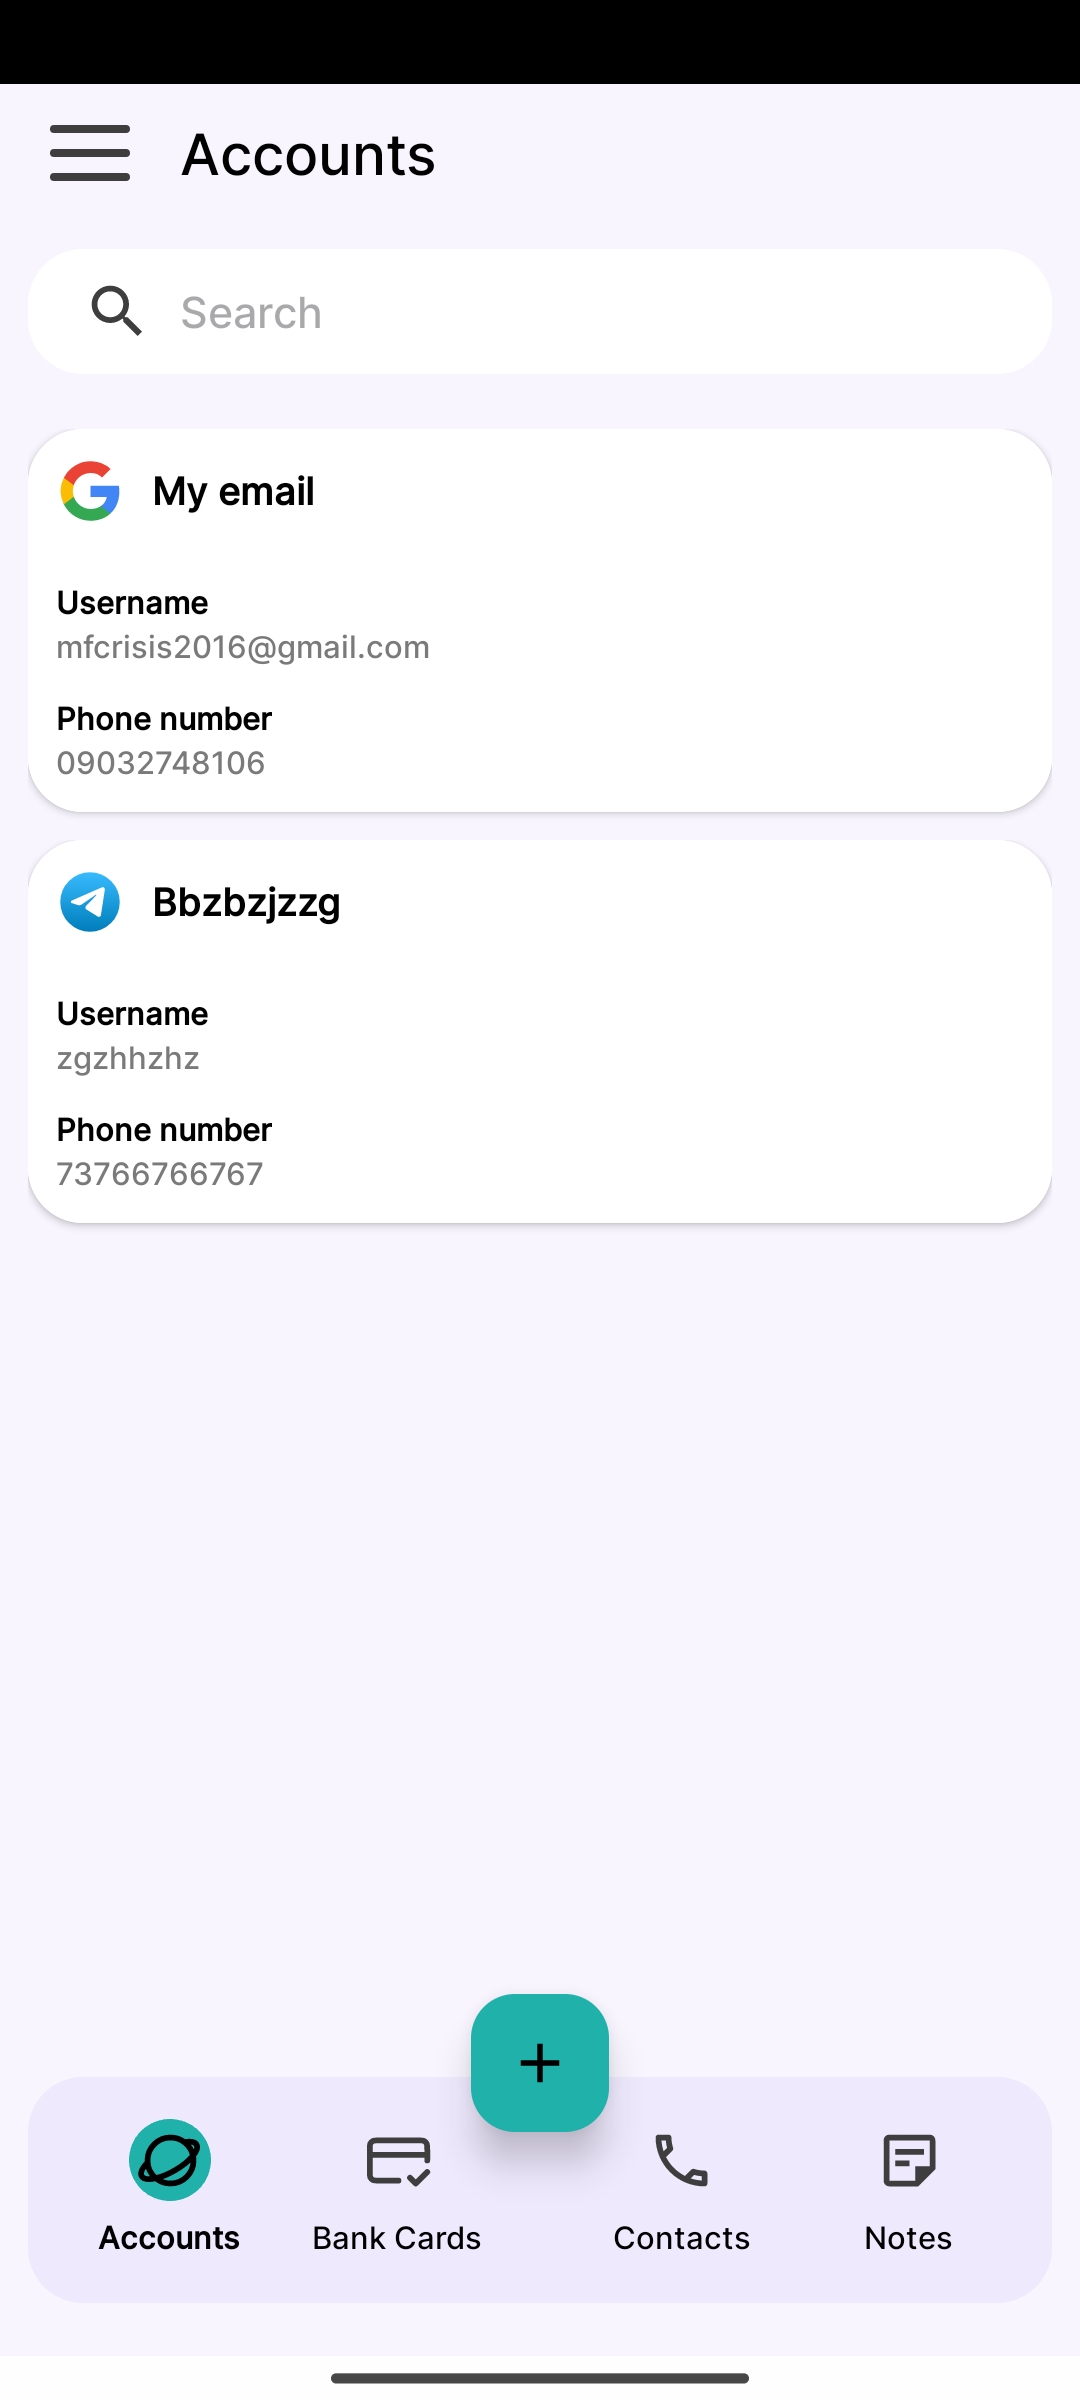 Accounts
Search
My email
Username
mfcrisis2016@gmail.com
Phone number
09032748106
Bbzbzjzzg
Username
zgzhhzhz
Phone number
73766766767
Accounts
Bank Cards
Contacts
Notes